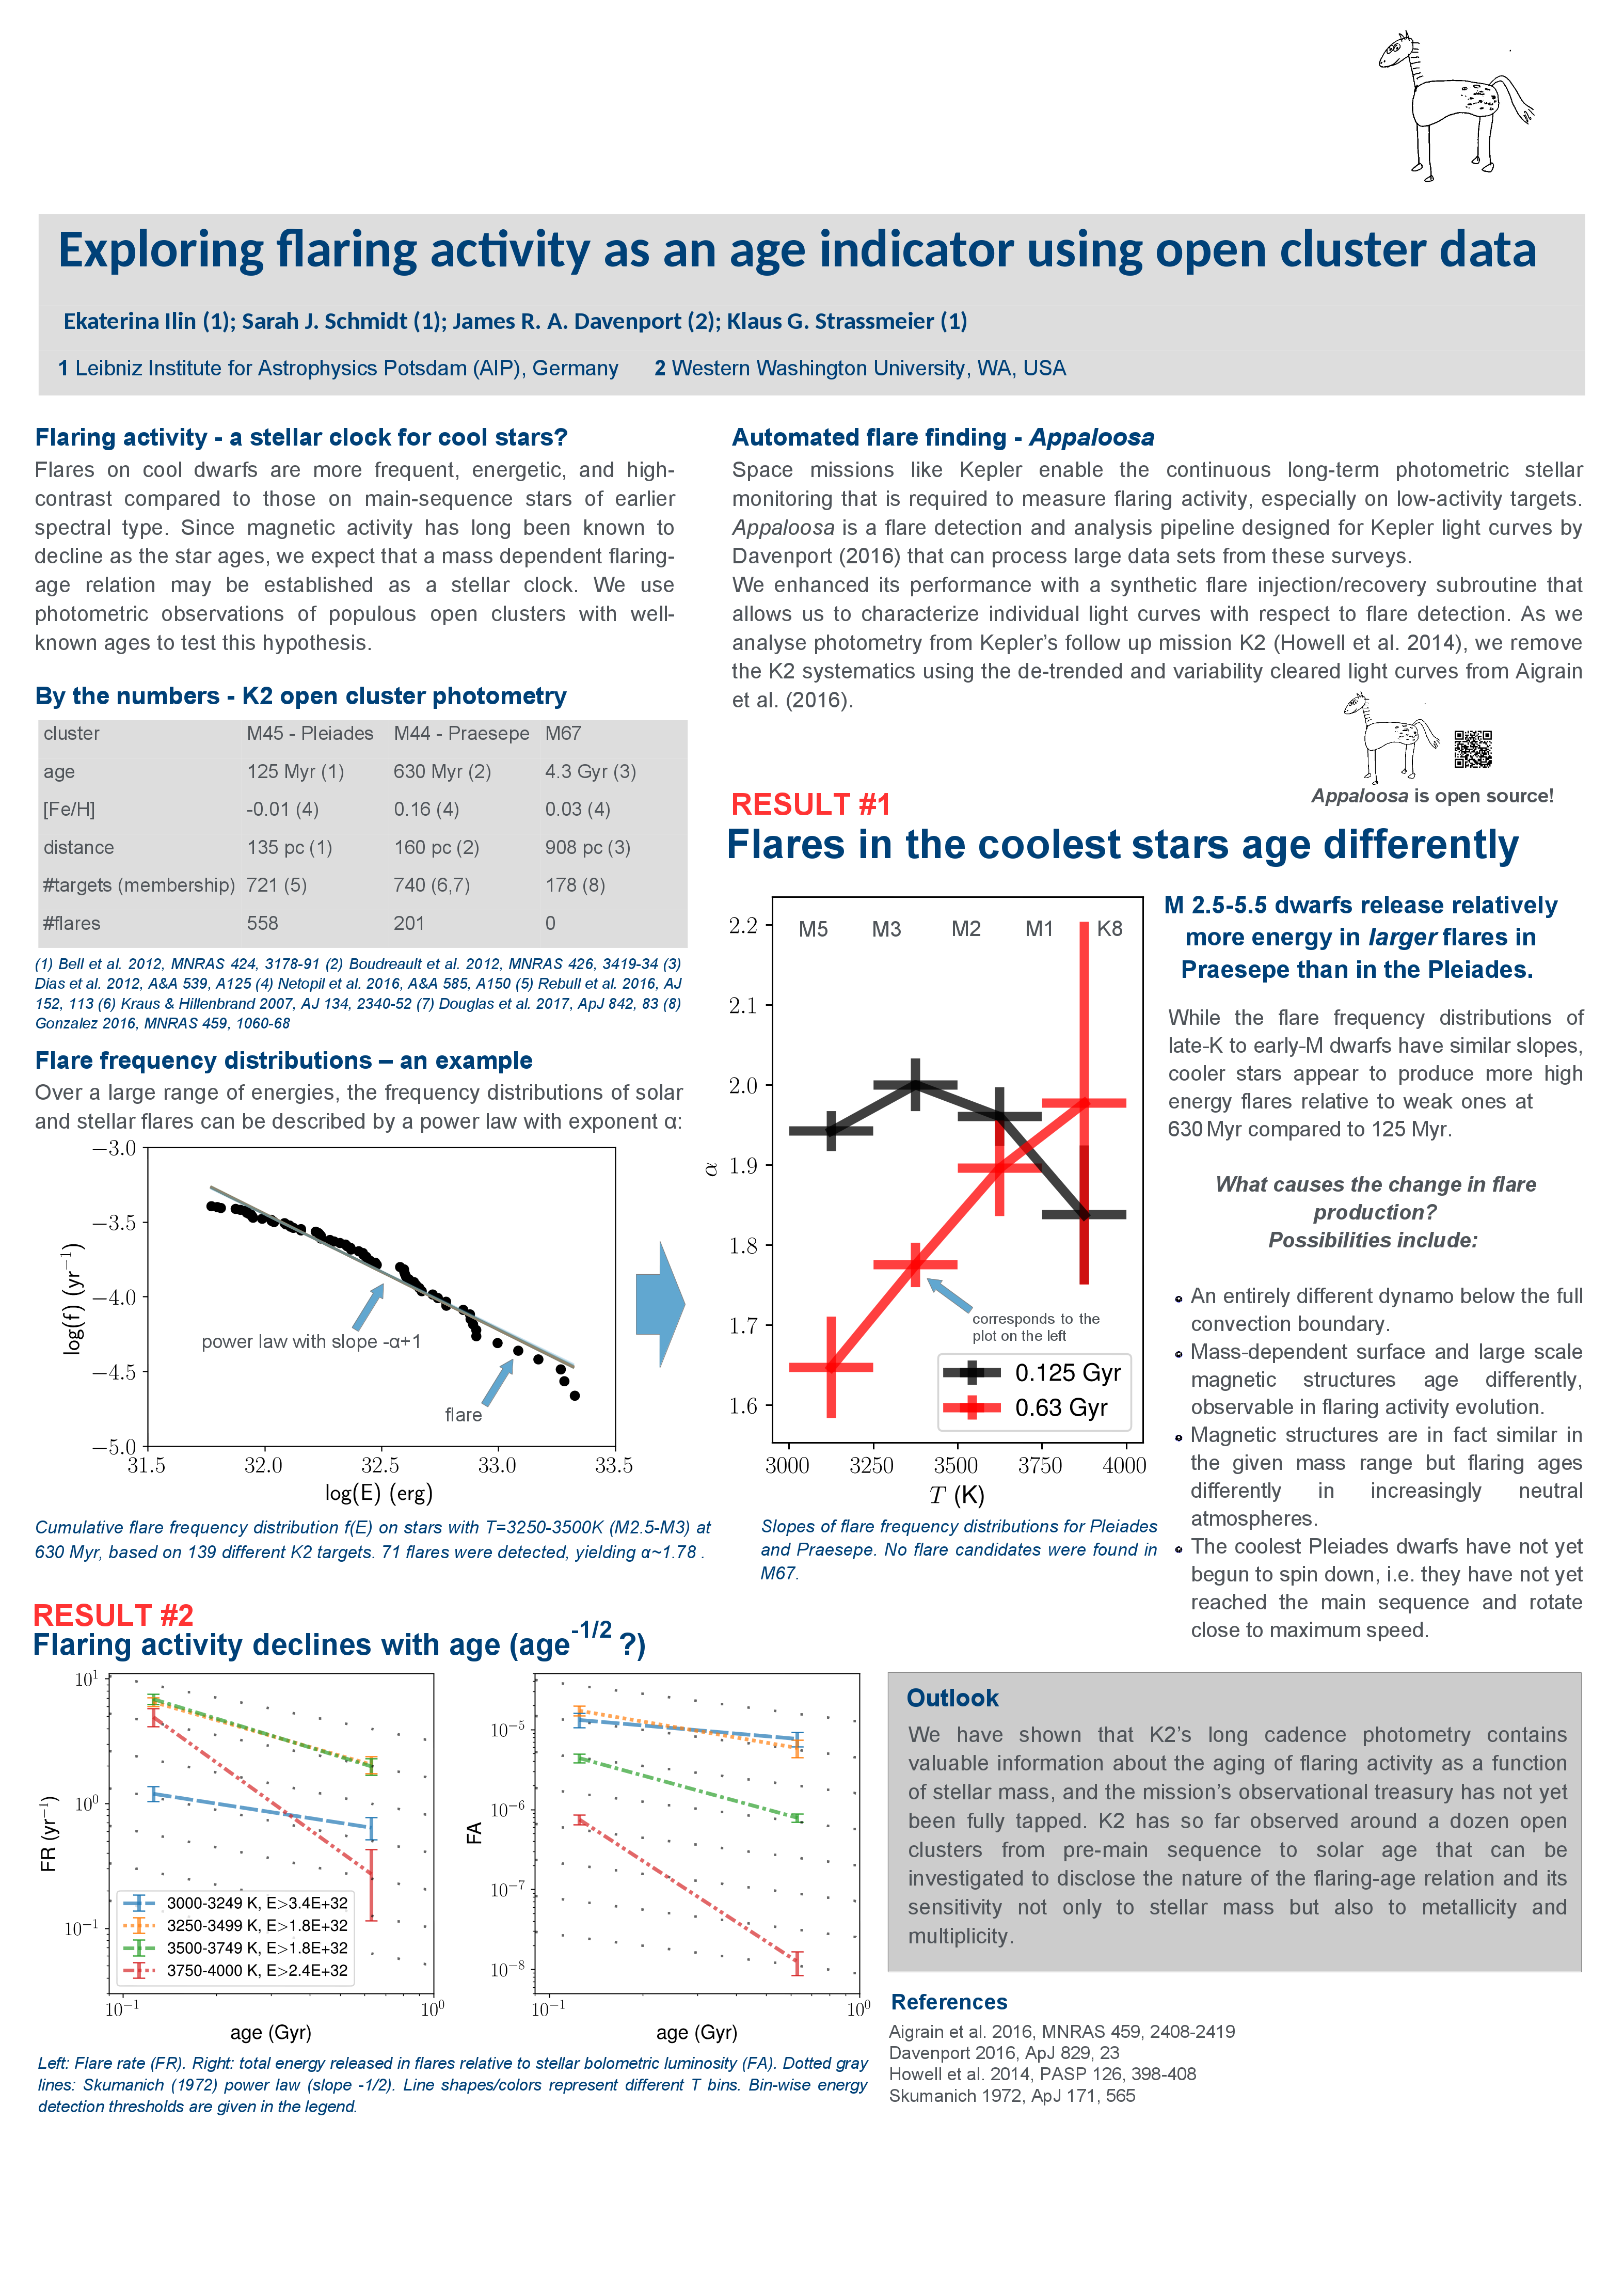 Exploring flaring activity as an age indicator using open cluster data
Ekaterina Ilin (1); Sarah J. Schmidt (1); James R. A. Davenport (2); Klaus G. Strassmeier (1)
1 Leibniz Institute for Astrophysics Potsdam (AIP), Germany 2 Western Washington University, WA, USA
Flaring activity - a stellar clock for cool stars?
Flares on cool dwarfs are more frequent, energetic, and high-
contrast compared to those on main-sequence stars of earlier
spectral type. Since magnetic activity has long been known to
decline as the star ages, we expect that a mass dependent flaring-
age relation may be established as a stellar clock. We use
photometric observations of populous open clusters with well-
known ages to test this hypothesis.
By the numbers - K2 open cluster photometry
cluster M45 - Pleiades M44 - Praesepe M67
age 125 Myr (1) 630 Myr (2) 4.3 Gyr (3)
[Fe/H] -0.01 (4) 0.16 (4) 0.03 (4)
distance 135 pc (1) 160 pc (2) 908 pc (3)
#targets (membership) 721 (5) 740 (6,7) 178 (8)
#flares 558 201 0
(1) Bell et al. 2012, MNRAS 424, 3178-91 (2) Boudreault et al. 2012, MNRAS 426, 3419-34 (3)
Dias et al. 2012, A&A 539, A125 (4) Netopil et al. 2016, A&A 585, A150 (5) Rebull et al. 2016, AJ
152, 113 (6) Kraus & Hillenbrand 2007, AJ 134, 2340-52 (7) Douglas et al. 2017, ApJ 842, 83 (8)
Gonzalez 2016, MNRAS 459, 1060-68
Flare frequency distributions – an example
Over a large range of energies, the frequency distributions of solar
and stellar flares can be described by a power law with exponent α:
−3.0
−3.5
−4.0
−4.5
−5.0
log(f) (yr⁻¹)
power law with slope -α+1
flare
31.5 32.0 32.5 33.0 33.5
log(E) (erg)
Cumulative flare frequency distribution f(E) on stars with T=3250-3500K (M2.5-M3) at
630 Myr, based on 139 different K2 targets. 71 flares were detected, yielding α~1.78 .
Automated flare finding - Appaloosa
Space missions like Kepler enable the continuous long-term photometric stellar
monitoring that is required to measure flaring activity, especially on low-activity targets.
Appaloosa is a flare detection and analysis pipeline designed for Kepler light curves by
Davenport (2016) that can process large data sets from these surveys.
We enhanced its performance with a synthetic flare injection/recovery subroutine that
allows us to characterize individual light curves with respect to flare detection. As we
analyse photometry from Kepler's follow up mission K2 (Howell et al. 2014), we remove
the K2 systematics using the de-trended and variability cleared light curves from Aigrain
et al. (2016).
Appaloosa is open source!
RESULT #1
Flares in the coolest stars age differently
M5 M3 M2 M1 K8
2.2
2.1
2.0
1.9
1.8
1.7
1.6
α
corresponds to the
plot on the left
0.125 Gyr
0.63 Gyr
3000 3250 3500 3750 4000
T (K)
Slopes of flare frequency distributions for Pleiades
and Praesepe. No flare candidates were found in
M67.
M 2.5-5.5 dwarfs release relatively
more energy in larger flares in
Praesepe than in the Pleiades.
While the flare frequency distributions of
late-K to early-M dwarfs have similar slopes,
cooler stars appear to produce more high
energy flares relative to weak ones at
630 Myr compared to 125 Myr.
What causes the change in flare
production?
Possibilities include:
An entirely different dynamo below the full
convection boundary.
Mass-dependent surface and large scale
magnetic structures age differently,
observable in flaring activity evolution.
Magnetic structures are in fact similar in
the given mass range but flaring ages
differently in increasingly neutral
atmospheres.
The coolest Pleiades dwarfs have not yet
begun to spin down, i.e. they have not yet
reached the main sequence and rotate
close to maximum speed.
RESULT #2
Flaring activity declines with age (age⁻¹/² ?)
10¹
10⁰
10⁻¹
FR (yr⁻¹)
3000-3249 K, E>3.4E+32
3250-3499 K, E>1.8E+32
3500-3749 K, E>1.8E+32
3750-4000 K, E>2.4E+32
10⁻¹ 10⁰
age (Gyr)
10⁻⁵
10⁻⁶
10⁻⁷
10⁻⁸
FA
10⁻¹ 10⁰
age (Gyr)
Left: Flare rate (FR). Right: total energy released in flares relative to stellar bolometric luminosity (FA). Dotted gray
lines: Skumanich (1972) power law (slope -1/2). Line shapes/colors represent different T bins. Bin-wise energy
detection thresholds are given in the legend.
Outlook
We have shown that K2's long cadence photometry contains
valuable information about the aging of flaring activity as a function
of stellar mass, and the mission's observational treasury has not yet
been fully tapped. K2 has so far observed around a dozen open
clusters from pre-main sequence to solar age that can be
investigated to disclose the nature of the flaring-age relation and its
sensitivity not only to stellar mass but also to metallicity and
multiplicity.
References
Aigrain et al. 2016, MNRAS 459, 2408-2419
Davenport 2016, ApJ 829, 23
Howell et al. 2014, PASP 126, 398-408
Skumanich 1972, ApJ 171, 565